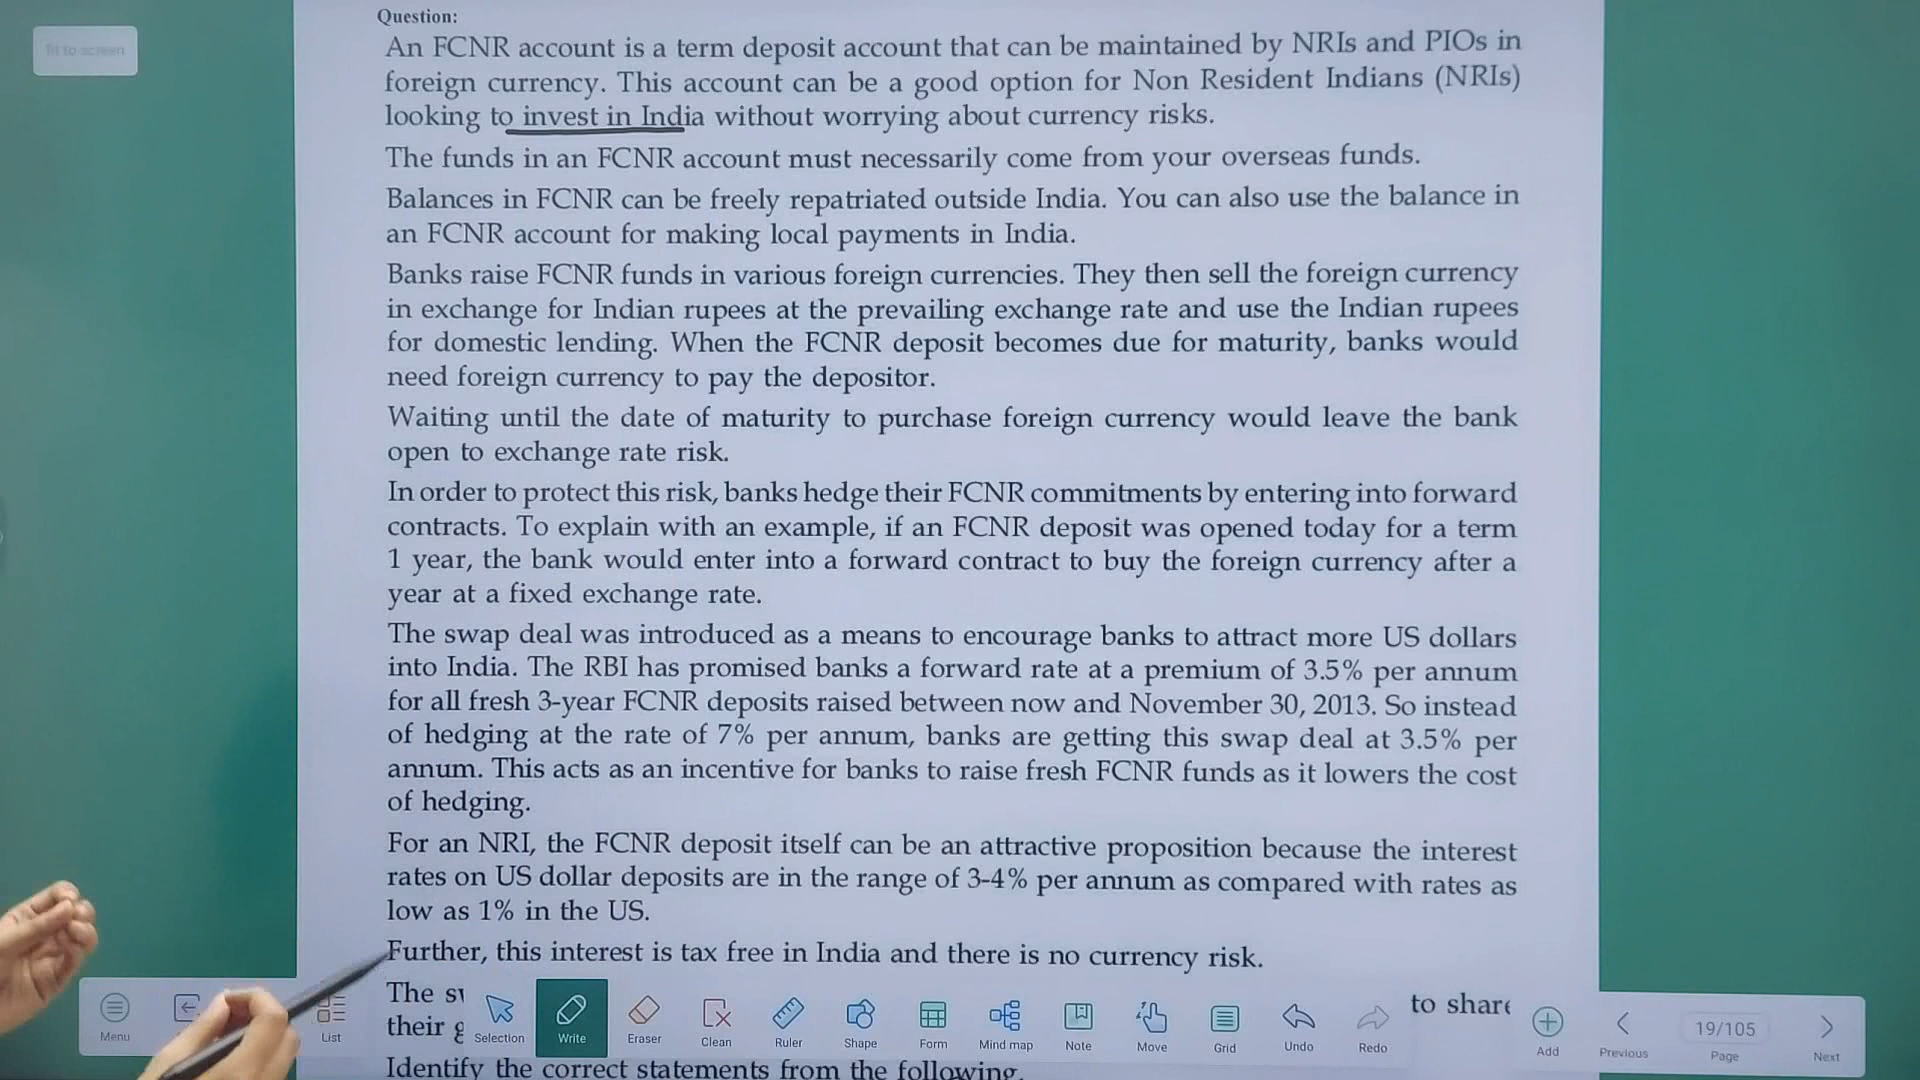 fit to screen
Question:
An FCNR account is a term deposit account that can be maintained by NRIs and PIOs in
foreign currency. This account can be a good option for Non Resident Indians (NRIs)
looking to invest in India without worrying about currency risks.
The funds in an FCNR account must necessarily come from your overseas funds.
Balances in FCNR can be freely repatriated outside India. You can also use the balance in
an FCNR account for making local payments in India.
Banks raise FCNR funds in various foreign currencies. They then sell the foreign currency
in exchange for Indian rupees at the prevailing exchange rate and use the Indian rupees
for domestic lending. When the FCNR deposit becomes due for maturity, banks would
need foreign currency to pay the depositor.
Waiting until the date of maturity to purchase foreign currency would leave the bank
open to exchange rate risk.
In order to protect this risk, banks hedge their FCNR commitments by entering into forward
contracts. To explain with an example, if an FCNR deposit was opened today for a term
1 year, the bank would enter into a forward contract to buy the foreign currency after a
year at a fixed exchange rate.
The swap deal was introduced as a means to encourage banks to attract more US dollars
into India. The RBI has promised banks a forward rate at a premium of 3.5% per annum
for all fresh 3-year FCNR deposits raised between now and November 30, 2013. So instead
of hedging at the rate of 7% per annum, banks are getting this swap deal at 3.5% per
annum. This acts as an incentive for banks to raise fresh FCNR funds as it lowers the cost
of hedging.
For an NRI, the FCNR deposit itself can be an attractive proposition because the interest
rates on US dollar deposits are in the range of 3-4% per annum as compared with rates as
low as 1% in the US.
Further, this interest is tax free in India and there is no currency risk.
The to share
their
Identify the correct statements from the following.
Menu List Selection Write Eraser Clean Ruler Shape Form Mind map Note Move Grid Undo Redo Add Previous 19/105 Page Next